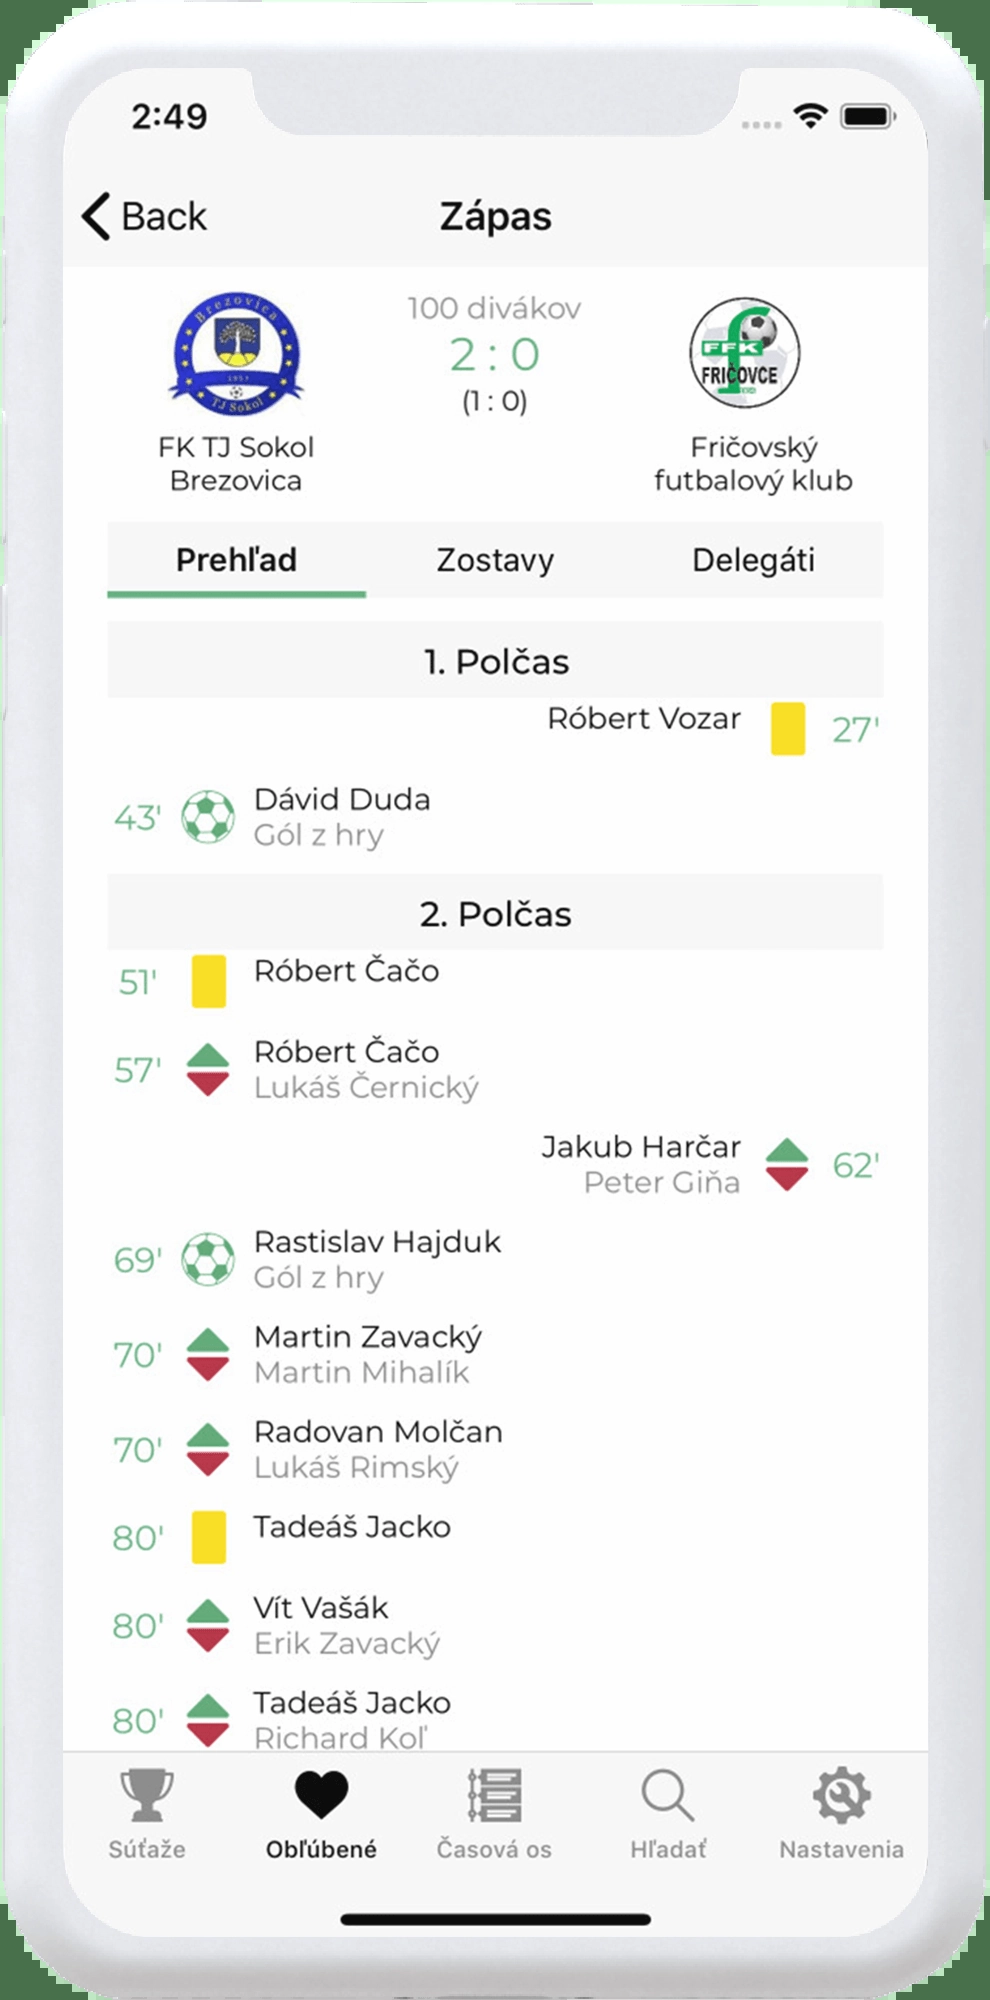 2:49
Back
Zápas
Brezovica
1957
TJ Sokol
FFK
FRIČOVCE
100 divákov
2 : 0
(1 : 0)
FK TJ Sokol
Brezovica
Fričovský
futbalový klub
Prehľad
Zostavy
Delegáti
1. Polčas
Róbert Vozar
27'
43'
Dávid Duda
Gól z hry
2. Polčas
51'
Róbert Čačo
57'
Róbert Čačo
Lukáš Černický
Jakub Harčar
Peter Giňa
62'
69'
Rastislav Hajduk
Gól z hry
70'
Martin Zavacký
Martin Mihalík
70'
Radovan Molčan
Lukáš Rimský
80'
Tadeáš Jacko
80'
Vít Vašák
Erik Zavacký
80'
Tadeáš Jacko
Richard Koľ
Súťaže
Obľúbené
Časová os
Hľadať
Nastavenia